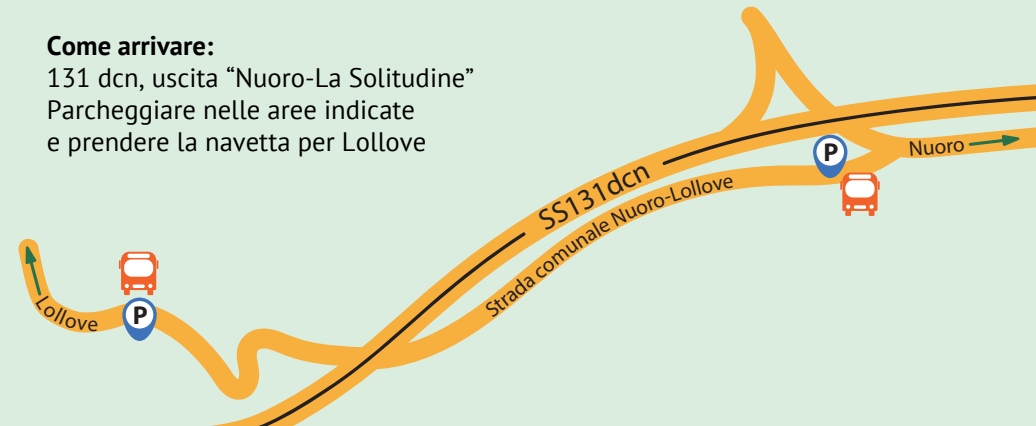 Come arrivare:
131 dcn, uscita “Nuoro-La Solitudine”
Parcheggiare nelle aree indicate
e prendere la navetta per Lollove
P
Nuoro
SS131dcn
Strada comunale Nuoro-Lollove
Lollove
P